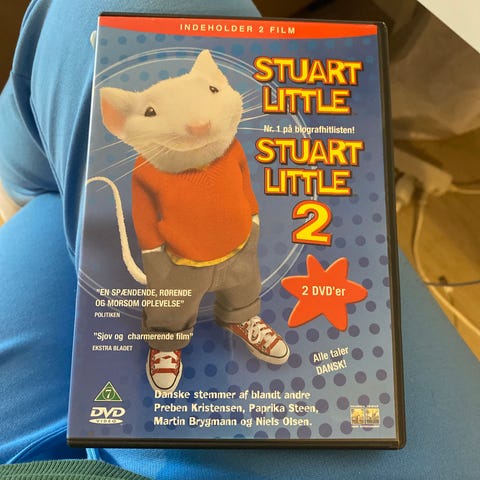 INDEHOLDER 2 FILM
STUART
LITTLE
Nr. 1 på biografhitlisten!
STUART
LITTLE
2
2 DVD'er
"EN SPÆNDENDE, RØRENDE
OG MORSOM OPLEVELSE"
POLITIKEN
"Sjov og charmerende film"
EKSTRA BLADET
Alle taler
DANSK!
7
DVD
VIDEO
Danske stemmer af blandt andre
Preben Kristensen, Paprika Steen,
Martin Brygmann og Niels Olsen.